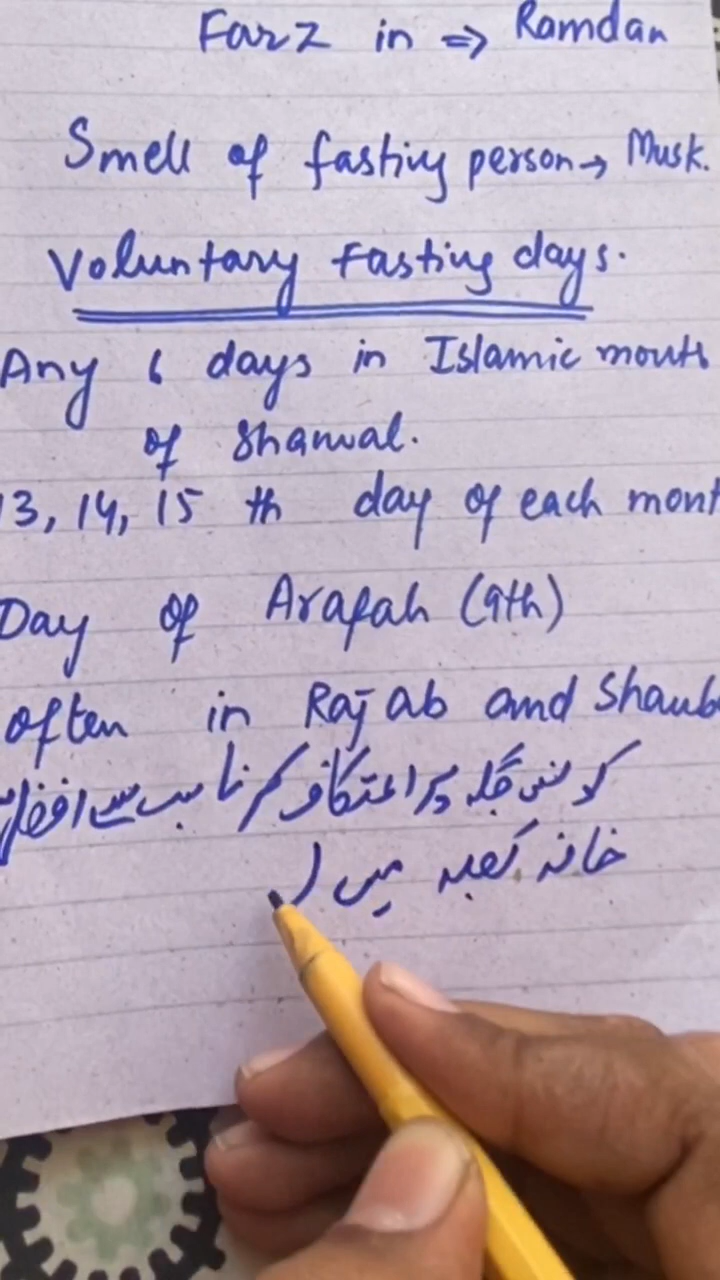 Farz in ⇒ Ramdan
Smell of fasting person → Musk.
Voluntary Fasting days.
Any 6 days in Islamic month
of Shawal.
13, 14, 15 th day of each mont
Day of Arafah (9th)
often in Rajab and Shaub
کونسی جگہ پر اعتکاف کرنا سب سے افضل
خانہ کعبہ میں